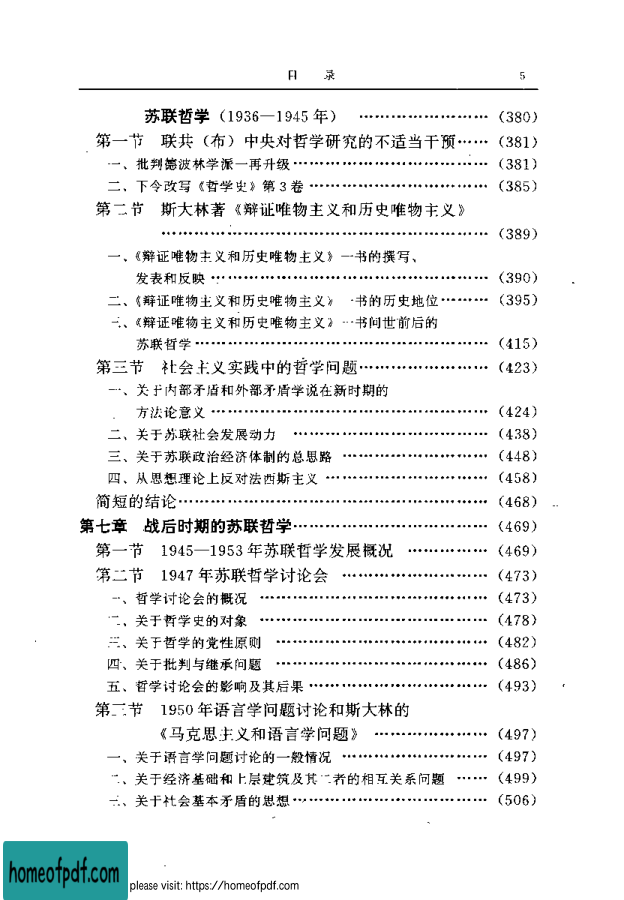 目 录 5
苏联哲学（1936—1945年） ……………………（380）
第一节 联共（布）中央对哲学研究的不适当干预……（381）
一、批判德波林学派一再升级……………………………（381）
二、下令改写《哲学史》第3卷 …………………………（385）
第二节 斯大林著《辩证唯物主义和历史唯物主义》
……………………………………………………（389）
一、《辩证唯物主义和历史唯物主义》一书的撰写、
发表和反映 …………………………………………（390）
二、《辩证唯物主义和历史唯物主义》一书的历史地位………（395）
三、《辩证唯物主义和历史唯物主义》一书问世前后的
苏联哲学………………………………………………（415）
第三节 社会主义实践中的哲学问题……………………（423）
一、关于内部矛盾和外部矛盾学说在新时期的
方法论意义 …………………………………………（424）
二、关于苏联社会发展动力 ……………………………（438）
三、关于苏联政治经济体制的总思路 …………………（448）
四、从思想理论上反对法西斯主义 ……………………（458）
简短的结论…………………………………………………（468）
第七章 战后时期的苏联哲学………………………………（469）
第一节 1945—1953年苏联哲学发展概况 ……………（469）
第二节 1947年苏联哲学讨论会 ………………………（473）
一、哲学讨论会的概况 …………………………………（473）
二、关于哲学史的对象 …………………………………（478）
三、关于哲学的党性原则 ………………………………（482）
四、关于批判与继承问题 ………………………………（486）
五、哲学讨论会的影响及其后果…………………………（493）
第三节 1950年语言学问题讨论和斯大林的
《马克思主义和语言学问题》 …………………（497）
一、关于语言学问题讨论的一般情况 …………………（497）
二、关于经济基础和上层建筑及其二者的相互关系问题 ……（499）
三、关于社会基本矛盾的思想……………………………（506）
homeofpdf.com
please visit: https://homeofpdf.com